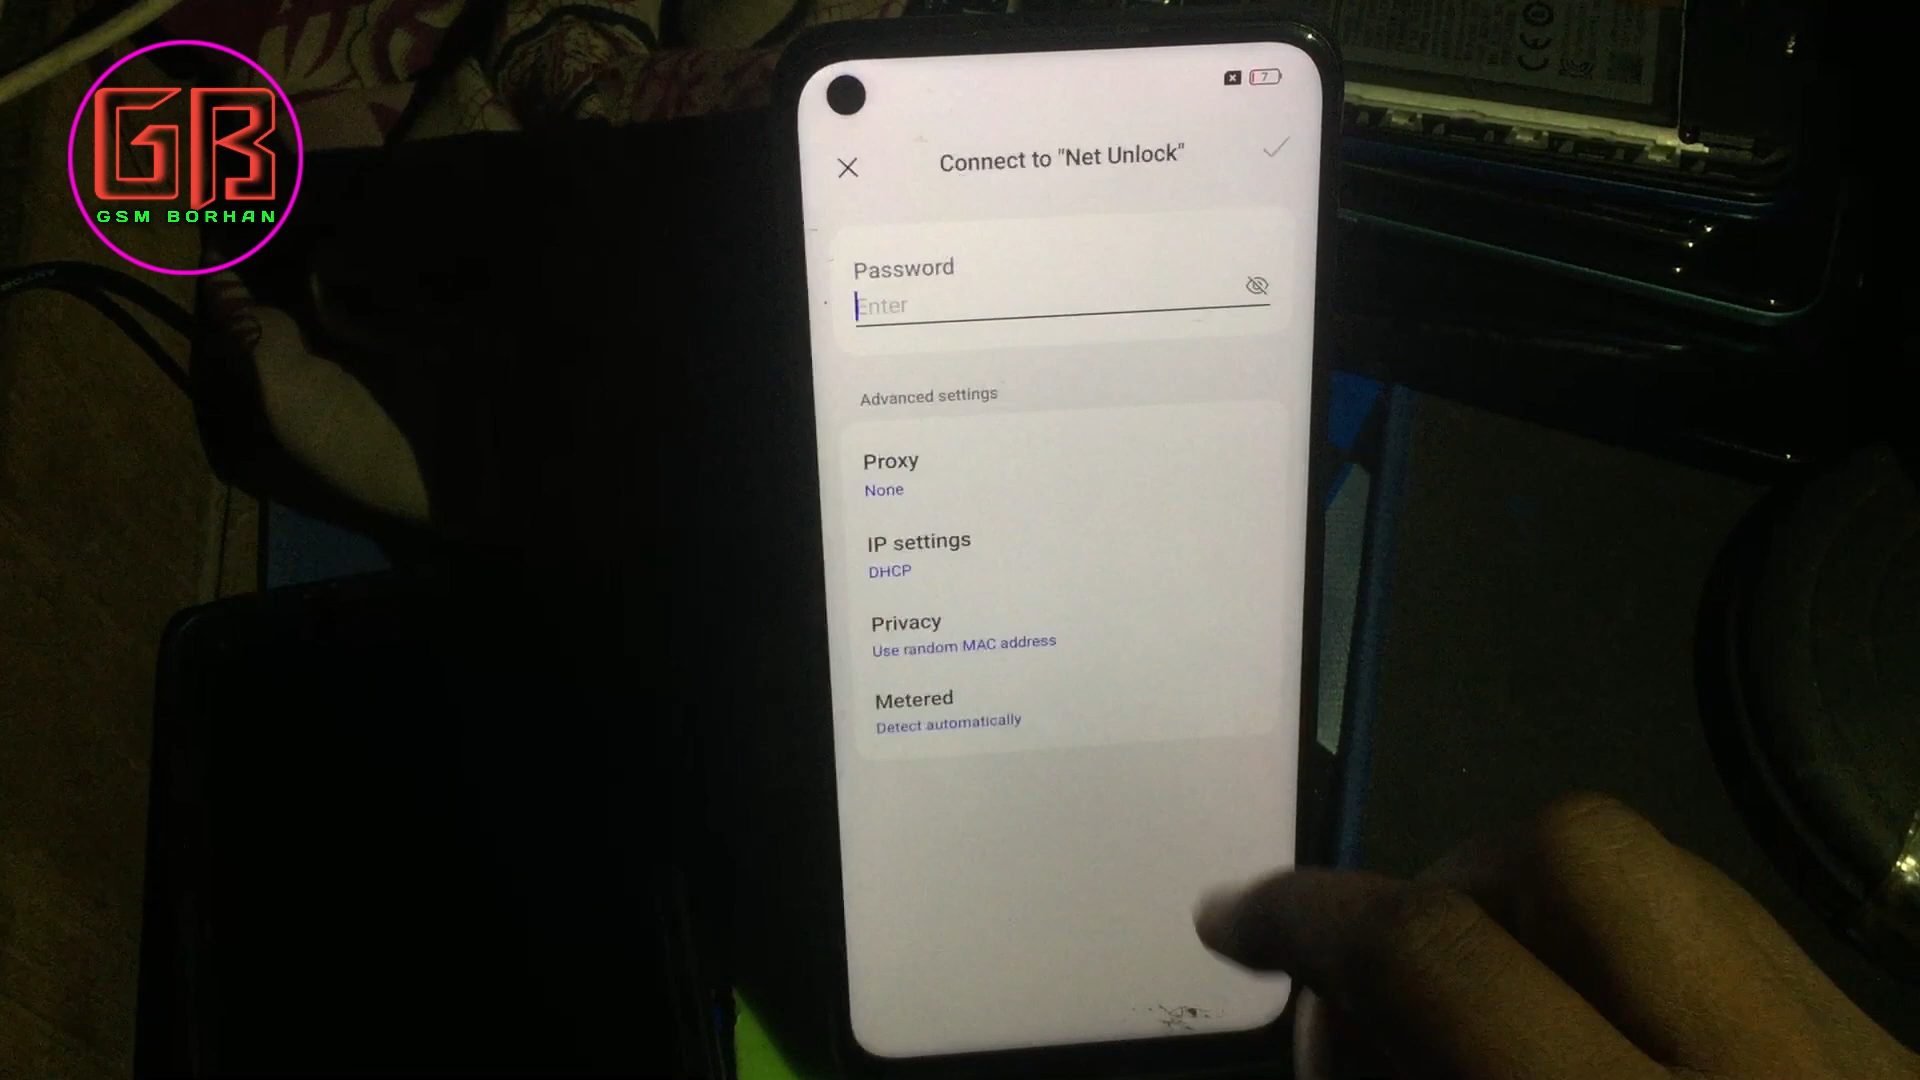 GB
GSM BORHAN
7
Connect to "Net Unlock"
Password
Enter
Advanced settings
Proxy
None
IP settings
DHCP
Privacy
Use random MAC address
Metered
Detect automatically